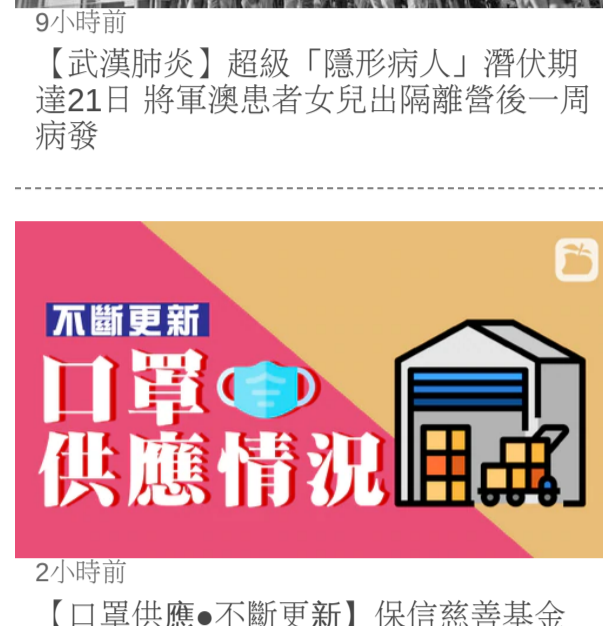 9小時前
【武漢肺炎】超級「隱形病人」潛伏期
達21日 將軍澳患者女兒出隔離營後一周
病發
不斷更新
口罩
供應情況
2小時前
【口罩供應●不斷更新】保信慈善基金